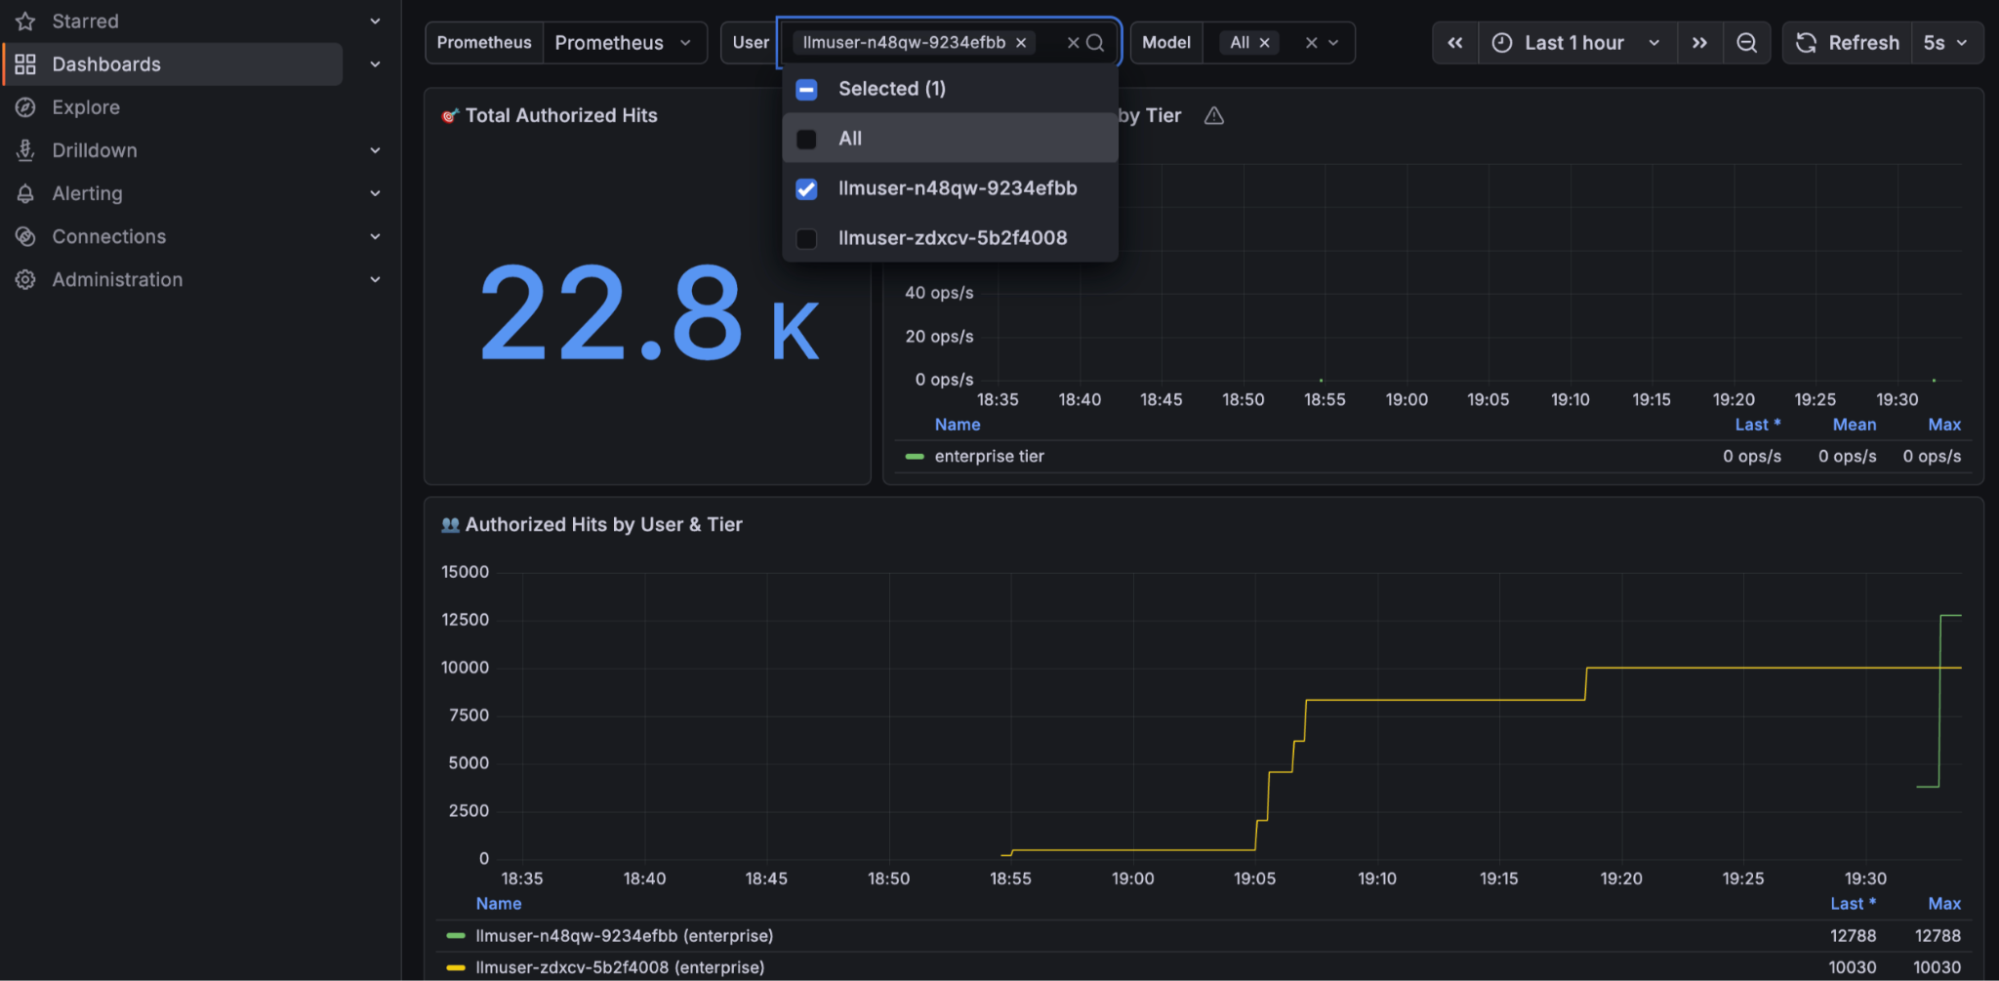 Starred
Dashboards
Explore
Drilldown
Alerting
Connections
Administration
Prometheus Prometheus User llmuser-n48qw-9234efbb Model All Last 1 hour Refresh 5s
Selected (1)
All
llmuser-n48qw-9234efbb
llmuser-zdxcv-5b2f4008
Total Authorized Hits
22.8 K
by Tier
40 ops/s
20 ops/s
0 ops/s
18:35 18:40 18:45 18:50 18:55 19:00 19:05 19:10 19:15 19:20 19:25 19:30
Name Last * Mean Max
enterprise tier 0 ops/s 0 ops/s 0 ops/s
Authorized Hits by User & Tier
15000
12500
10000
7500
5000
2500
0
18:35 18:40 18:45 18:50 18:55 19:00 19:05 19:10 19:15 19:20 19:25 19:30
Name Last * Max
llmuser-n48qw-9234efbb (enterprise) 12788 12788
llmuser-zdxcv-5b2f4008 (enterprise) 10030 10030